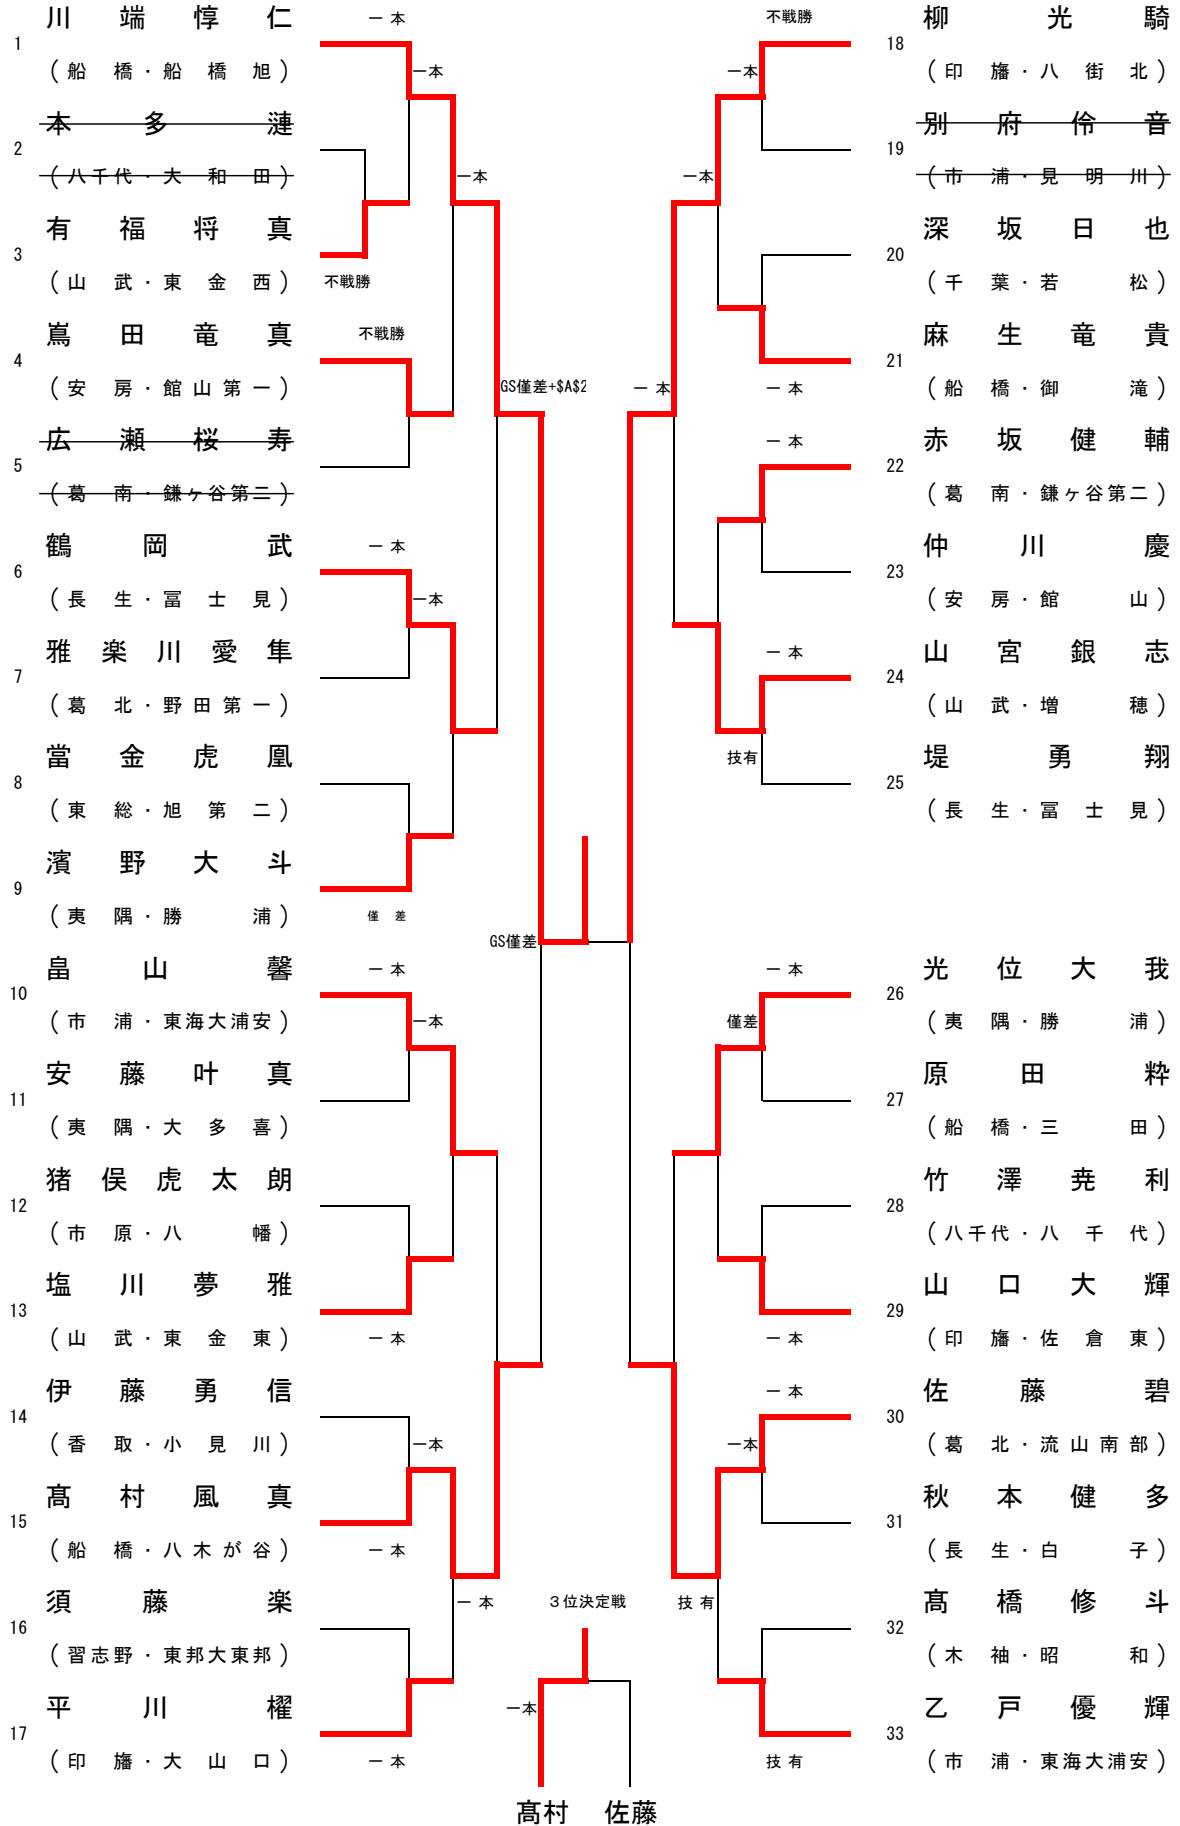 川端惇仁
1
(船橋・船橋旭)
一本
一本
本多漣
2
(八千代・大和田)
一本
有福将真
3
(山武・東金西)
不戦勝
嶌田竜真
4
(安房・館山第一)
不戦勝
GS僅差+$A$2
広瀬桜寿
5
(葛南・鎌ヶ谷第二)
鶴岡武
6
(長生・冨士見)
一本
一本
雅楽川愛隼
7
(葛北・野田第一)
當金虎凰
8
(東総・旭第二)
濱野大斗
9
(夷隅・勝浦)
僅差
GS僅差
畠山馨
10
(市浦・東海大浦安)
一本
一本
安藤叶真
11
(夷隅・大多喜)
猪俣虎太朗
12
(市原・八幡)
塩川夢雅
13
(山武・東金東)
一本
伊藤勇信
14
(香取・小見川)
一本
髙村風真
15
(船橋・八木が谷)
一本
須藤楽
16
(習志野・東邦大東邦)
一本
平川櫂
17
(印旛・大山口)
一本
不戦勝
柳光騎
18
(印旛・八街北)
一本
別府伶音
19
(市浦・見明川)
一本
深坂日也
20
(千葉・若松)
麻生竜貴
21
(船橋・御滝)
一本
一本
赤坂健輔
22
(葛南・鎌ヶ谷第二)
一本
仲川慶
23
(安房・館山)
山宮銀志
24
(山武・増穂)
一本
技有
堤勇翔
25
(長生・冨士見)
光位大我
26
(夷隅・勝浦)
一本
僅差
原田粋
27
(船橋・三田)
竹澤尭利
28
(八千代・八千代)
山口大輝
29
(印旛・佐倉東)
一本
佐藤碧
30
(葛北・流山南部)
一本
一本
秋本健多
31
(長生・白子)
髙橋修斗
32
(木袖・昭和)
技有
乙戸優輝
33
(市浦・東海大浦安)
技有
3位決定戦
一本
髙村 佐藤